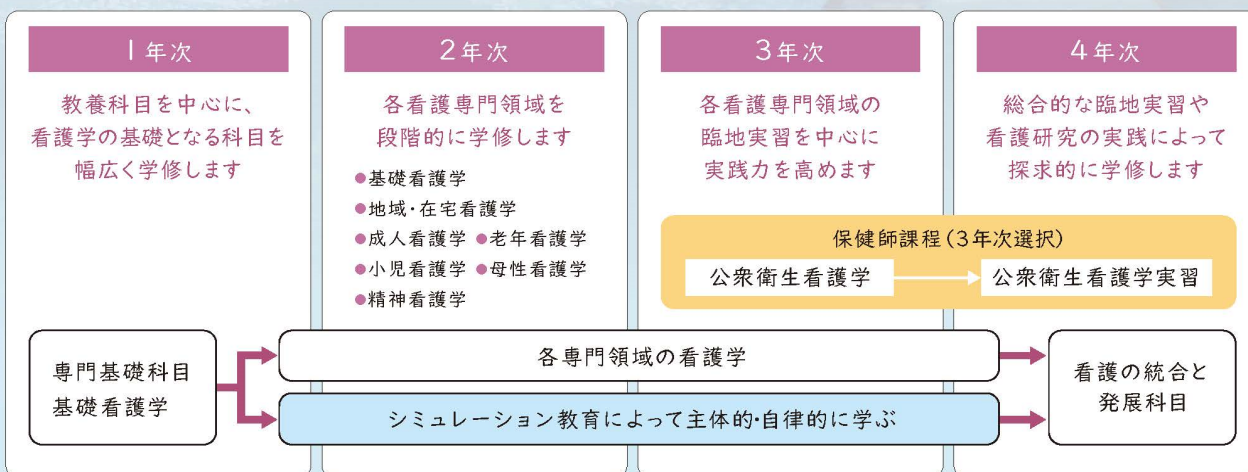 1年次
教養科目を中心に、
看護学の基礎となる科目を
幅広く学修します
2年次
各看護専門領域を
段階的に学修します
●基礎看護学
●地域・在宅看護学
●成人看護学 ●老年看護学
●小児看護学 ●母性看護学
●精神看護学
3年次
各看護専門領域の
臨地実習を中心に
実践力を高めます
4年次
総合的な臨地実習や
看護研究の実践によって
探求的に学修します
保健師課程(3年次選択)
公衆衛生看護学
公衆衛生看護学実習
専門基礎科目
基礎看護学
各専門領域の看護学
シミュレーション教育によって主体的・自律的に学ぶ
看護の統合と
発展科目